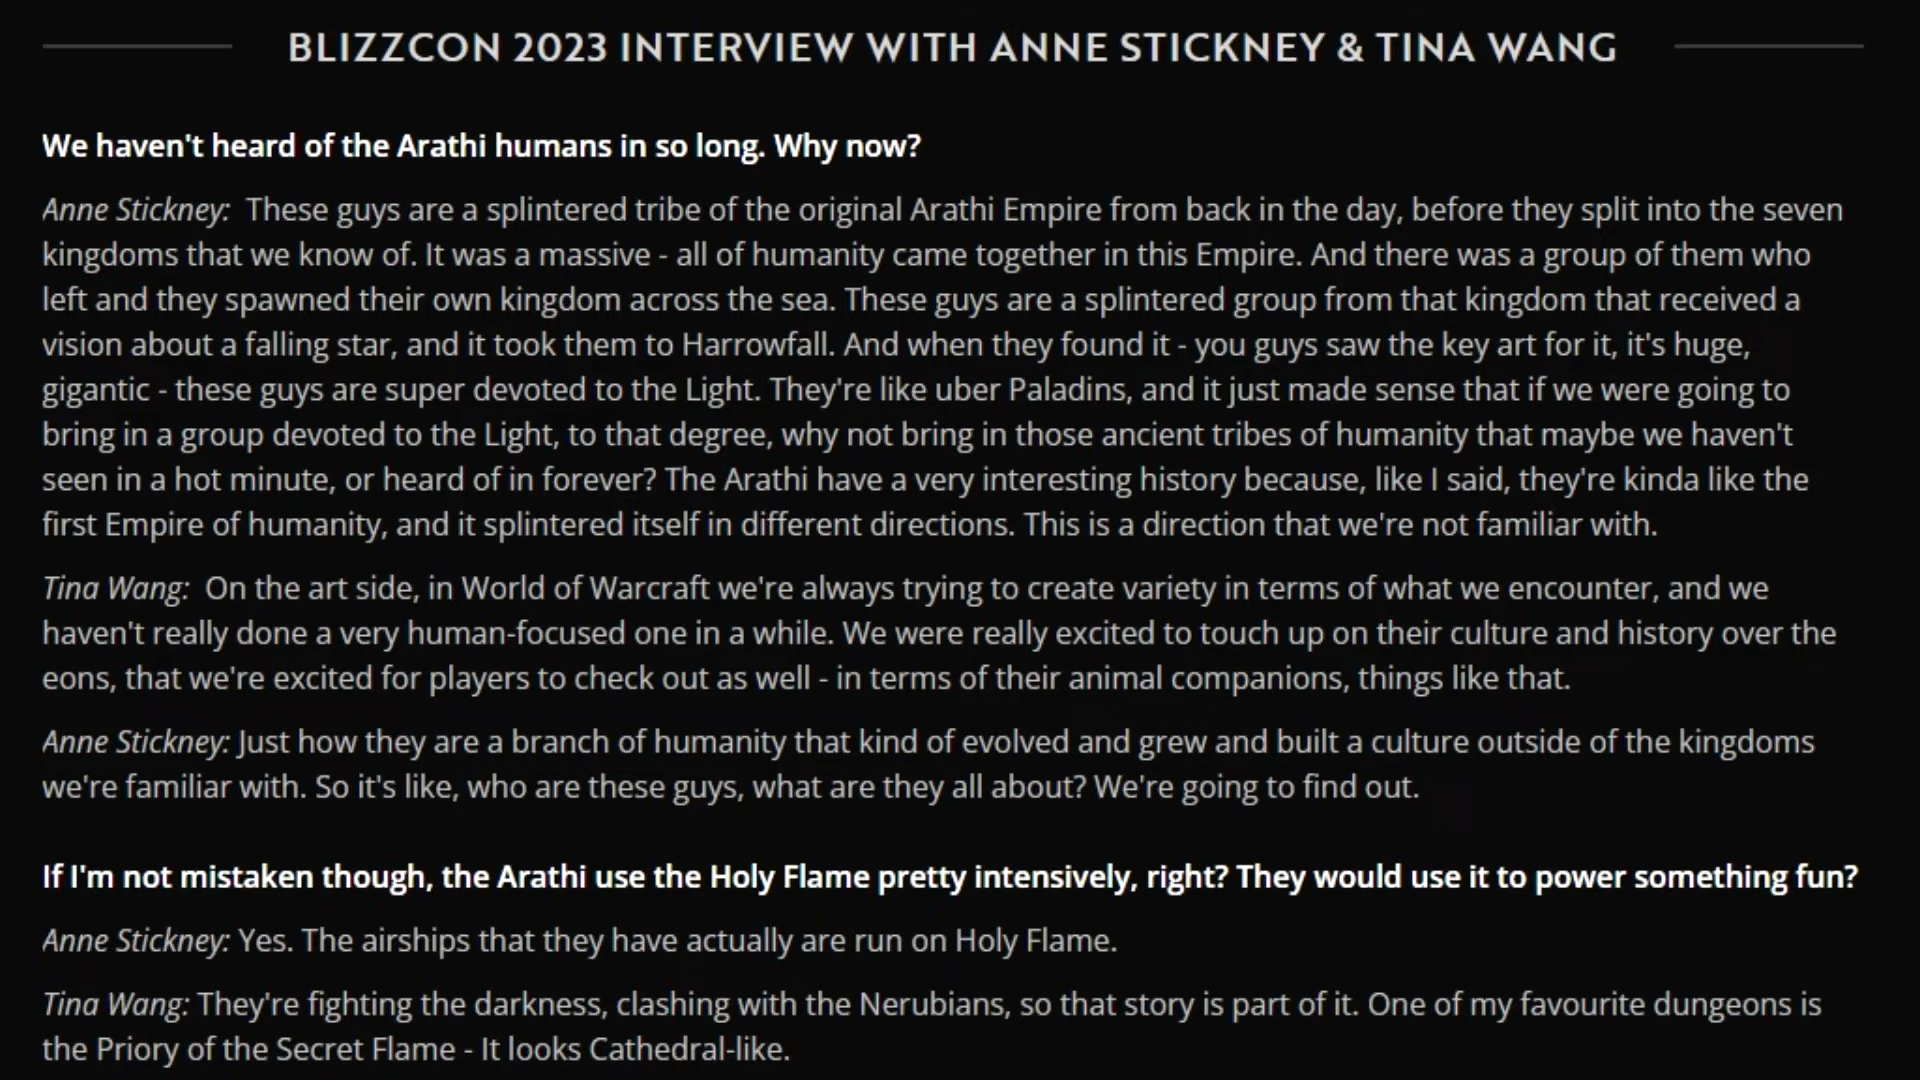 BLIZZCON 2023 INTERVIEW WITH ANNE STICKNEY & TINA WANG
We haven't heard of the Arathi humans in so long. Why now?
Anne Stickney: These guys are a splintered tribe of the original Arathi Empire from back in the day, before they split into the seven
kingdoms that we know of. It was a massive - all of humanity came together in this Empire. And there was a group of them who
left and they spawned their own kingdom across the sea. These guys are a splintered group from that kingdom that received a
vision about a falling star, and it took them to Harrowfall. And when they found it - you guys saw the key art for it, it's huge,
gigantic - these guys are super devoted to the Light. They're like uber Paladins, and it just made sense that if we were going to
bring in a group devoted to the Light, to that degree, why not bring in those ancient tribes of humanity that maybe we haven't
seen in a hot minute, or heard of in forever? The Arathi have a very interesting history because, like I said, they're kinda like the
first Empire of humanity, and it splintered itself in different directions. This is a direction that we're not familiar with.
Tina Wang: On the art side, in World of Warcraft we're always trying to create variety in terms of what we encounter, and we
haven't really done a very human-focused one in a while. We were really excited to touch up on their culture and history over the
eons, that we're excited for players to check out as well - in terms of their animal companions, things like that.
Anne Stickney: Just how they are a branch of humanity that kind of evolved and grew and built a culture outside of the kingdoms
we're familiar with. So it's like, who are these guys, what are they all about? We're going to find out.
If I'm not mistaken though, the Arathi use the Holy Flame pretty intensively, right? They would use it to power something fun?
Anne Stickney: Yes. The airships that they have actually are run on Holy Flame.
Tina Wang: They're fighting the darkness, clashing with the Nerubians, so that story is part of it. One of my favourite dungeons is
the Priory of the Secret Flame - It looks Cathedral-like.